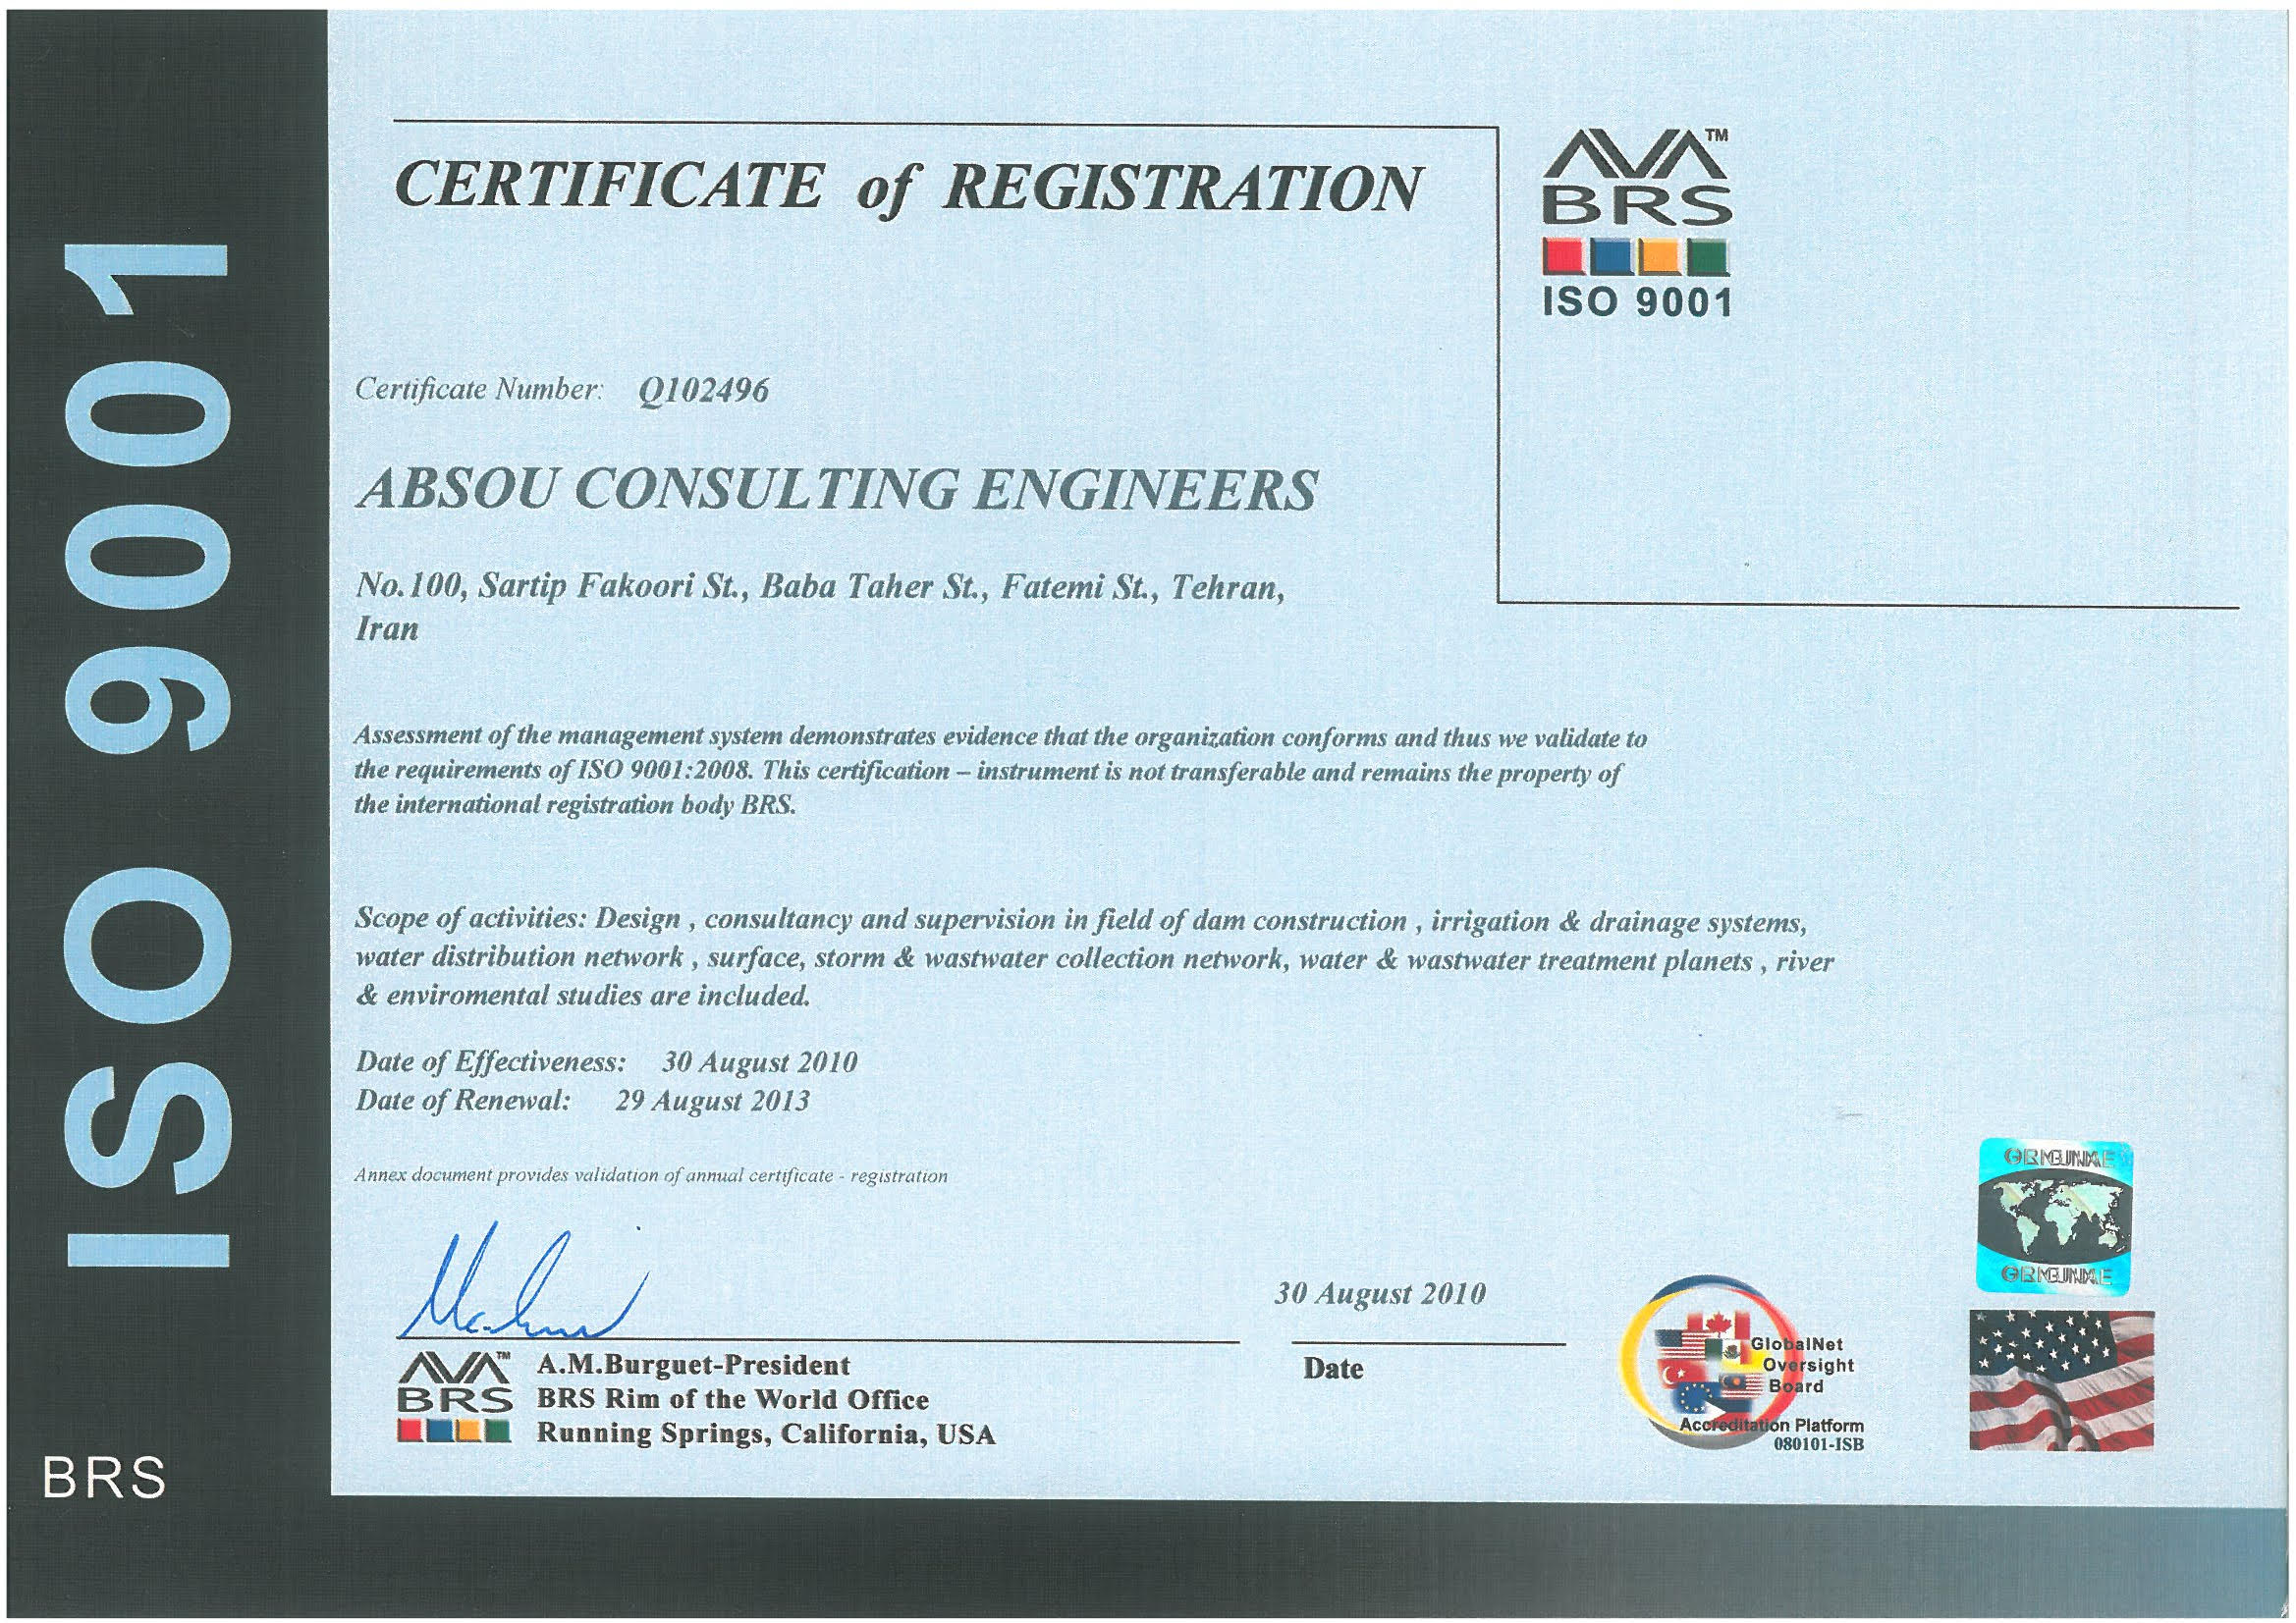 ISO 9001
BRS
CERTIFICATE of REGISTRATION
AVA™
BRS
ISO 9001
Certificate Number: Q102496
ABSOU CONSULTING ENGINEERS
No.100, Sartip Fakoori St., Baba Taher St., Fatemi St., Tehran,
Iran
Assessment of the management system demonstrates evidence that the organization conforms and thus we validate to
the requirements of ISO 9001:2008. This certification – instrument is not transferable and remains the property of
the international registration body BRS.
Scope of activities: Design , consultancy and supervision in field of dam construction , irrigation & drainage systems,
water distribution network , surface, storm & wastwater collection network, water & wastwater treatment planets , river
& enviromental studies are included.
Date of Effectiveness: 30 August 2010
Date of Renewal: 29 August 2013
Annex document provides validation of annual certificate - registration
30 August 2010
Date
AVA™
BRS
A.M.Burguet-President
BRS Rim of the World Office
Running Springs, California, USA
GlobalNet
Oversight
Board
Accreditation Platform
080101-ISB